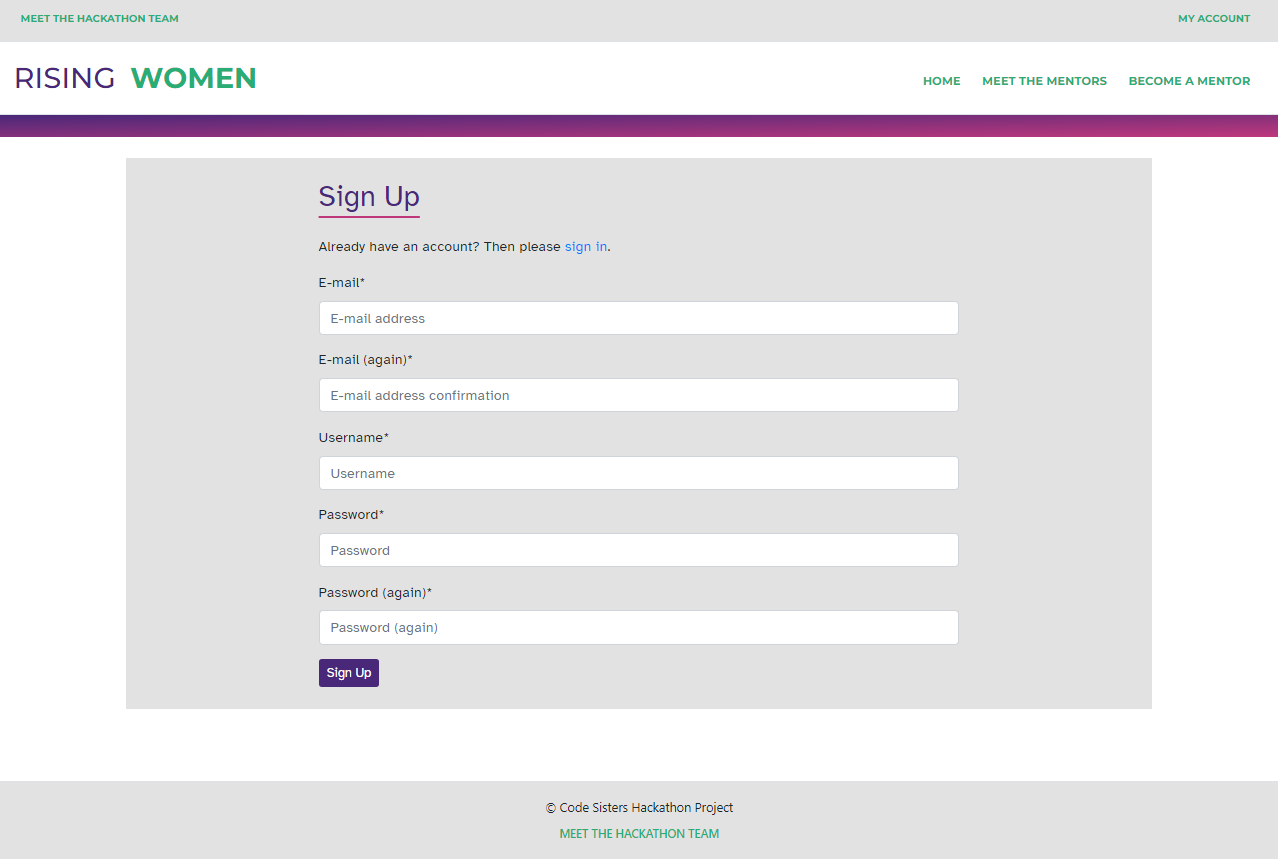 MEET THE HACKATHON TEAM MY ACCOUNT
RISING WOMEN
HOME MEET THE MENTORS BECOME A MENTOR
Sign Up
Already have an account? Then please sign in.
E-mail*
E-mail address
E-mail (again)*
E-mail address confirmation
Username*
Username
Password*
Password
Password (again)*
Password (again)
Sign Up
© Code Sisters Hackathon Project
MEET THE HACKATHON TEAM